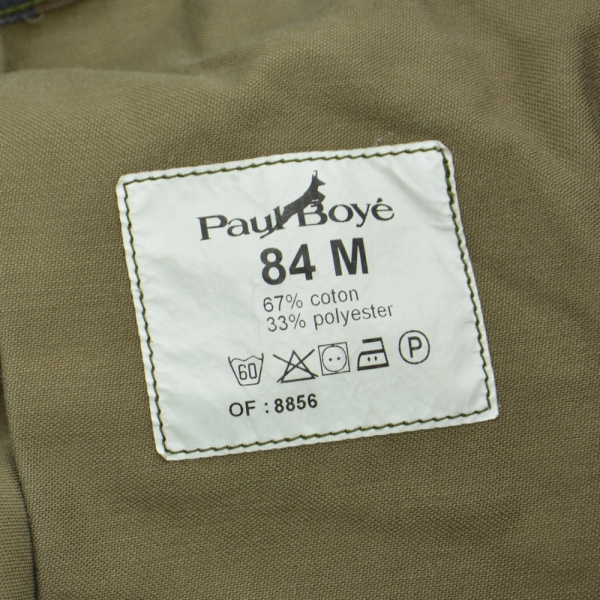 Paul Boyé
84 M
67% coton
33% polyester
60 P
OF : 8856